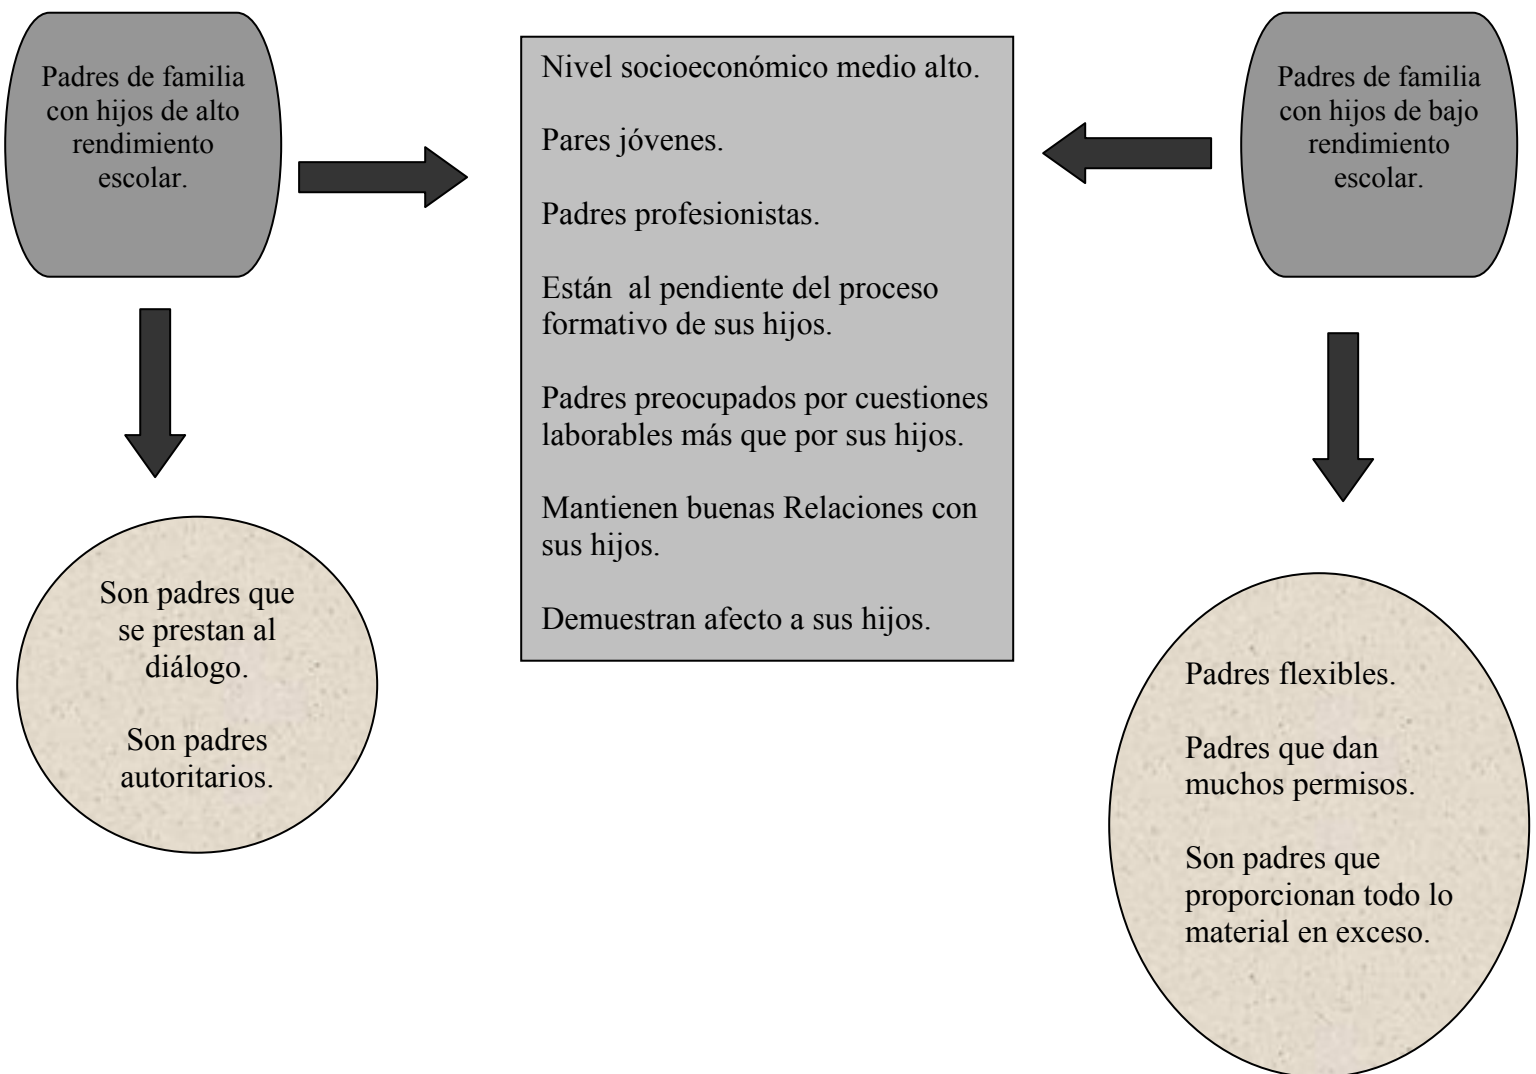 Padres de familia
con hijos de alto
rendimiento
escolar.
Nivel socioeconómico medio alto.
Pares jóvenes.
Padres profesionistas.
Están  al pendiente del proceso
formativo de sus hijos.
Padres preocupados por cuestiones
laborables más que por sus hijos.
Mantienen buenas Relaciones con
sus hijos.
Demuestran afecto a sus hijos.
Padres de familia
con hijos de bajo
rendimiento
escolar.
Son padres que
se prestan al
diálogo.
Son padres
autoritarios.
Padres flexibles.
Padres que dan
muchos permisos.
Son padres que
proporcionan todo lo
material en exceso.